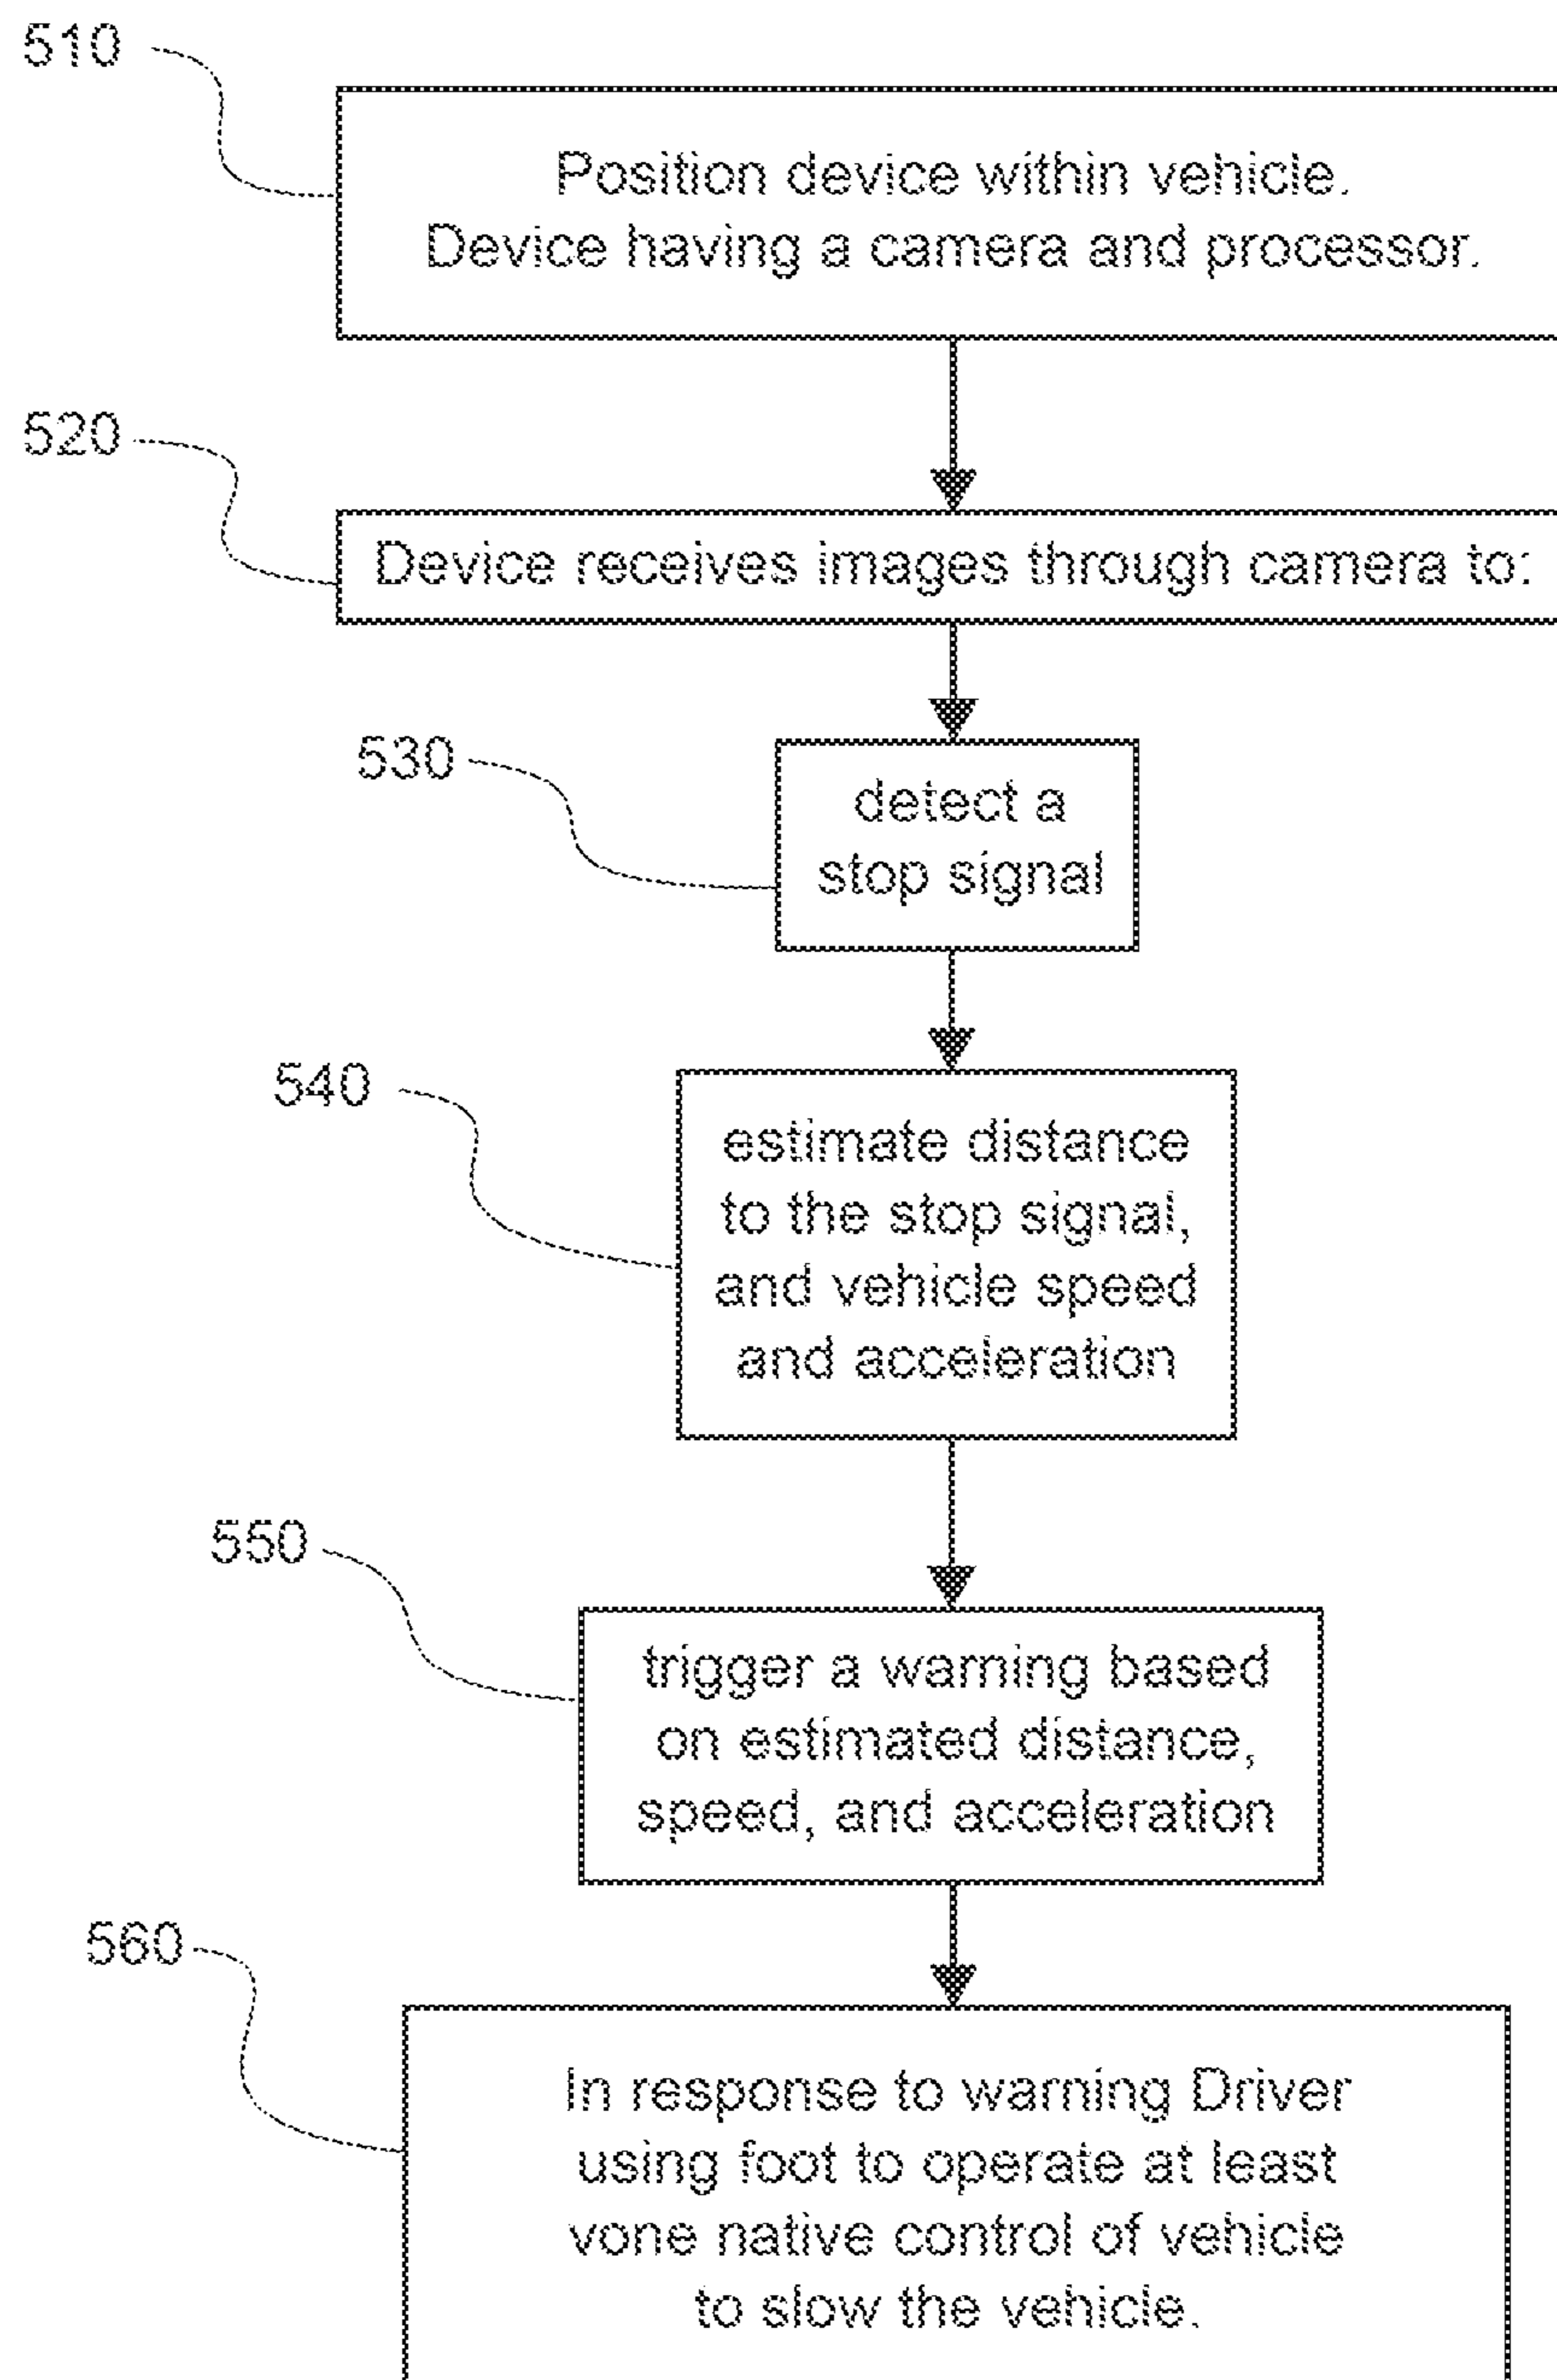 510
Position device within vehicle.
Device having a camera and processor.
520
Device receives images through camera to:
530
detect a
stop signal
540
estimate distance
to the stop signal,
and vehicle speed
and acceleration
550
trigger a warning based
on estimated distance,
speed, and acceleration
560
In response to warning Driver
using foot to operate at least
vone native control of vehicle
to slow the vehicle.